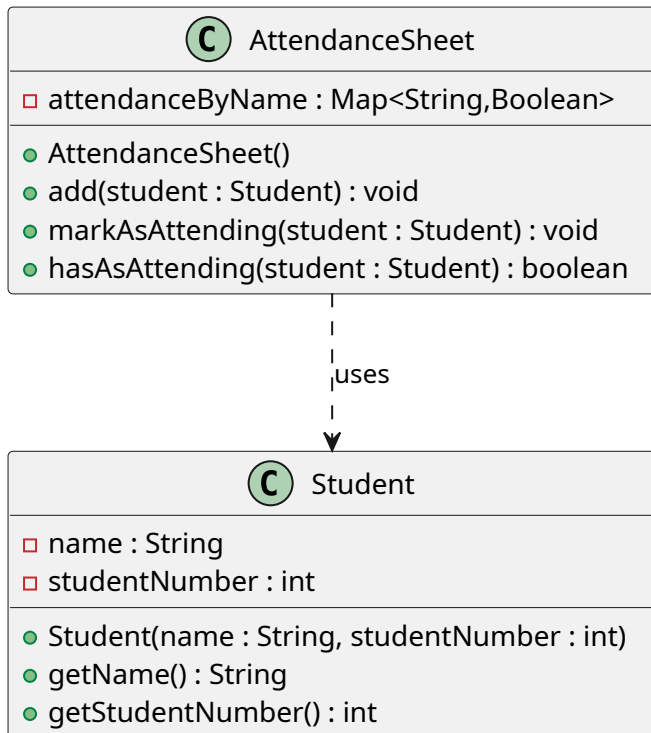 C AttendanceSheet
attendanceByName : Map<String,Boolean>
AttendanceSheet()
add(student : Student) : void
markAsAttending(student : Student) : void
hasAsAttending(student : Student) : boolean
uses
C Student
name : String
studentNumber : int
Student(name : String, studentNumber : int)
getName() : String
getStudentNumber() : int